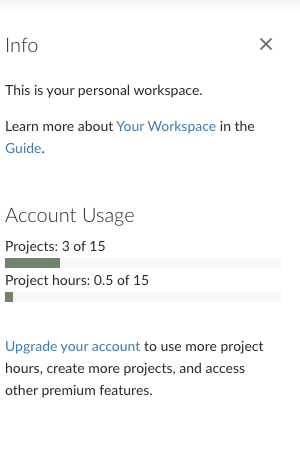 Info
This is your personal workspace.
Learn more about Your Workspace in the
Guide.
Account Usage
Projects: 3 of 15
Project hours: 0.5 of 15
Upgrade your account to use more project
hours, create more projects, and access
other premium features.